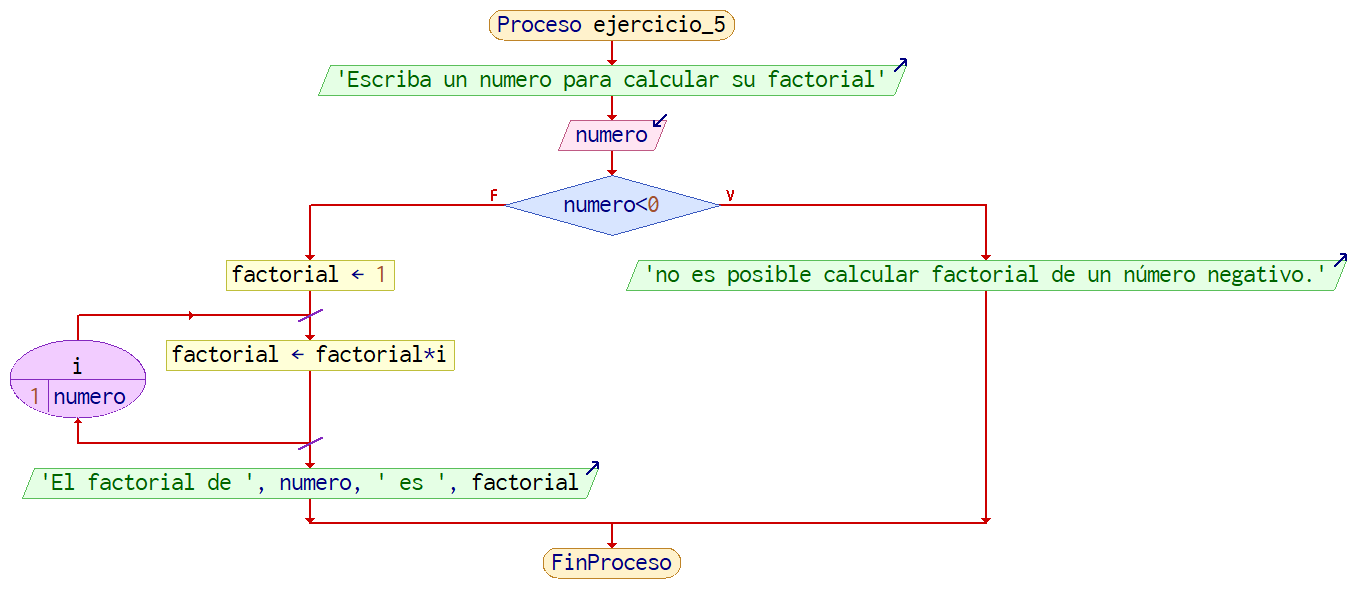 Proceso ejercicio_5
'Escriba un numero para calcular su factorial'
numero
numero<0
F
V
factorial ← 1
'no es posible calcular factorial de un número negativo.'
i
1 numero
factorial ← factorial*i
'El factorial de ', numero, ' es ', factorial
FinProceso